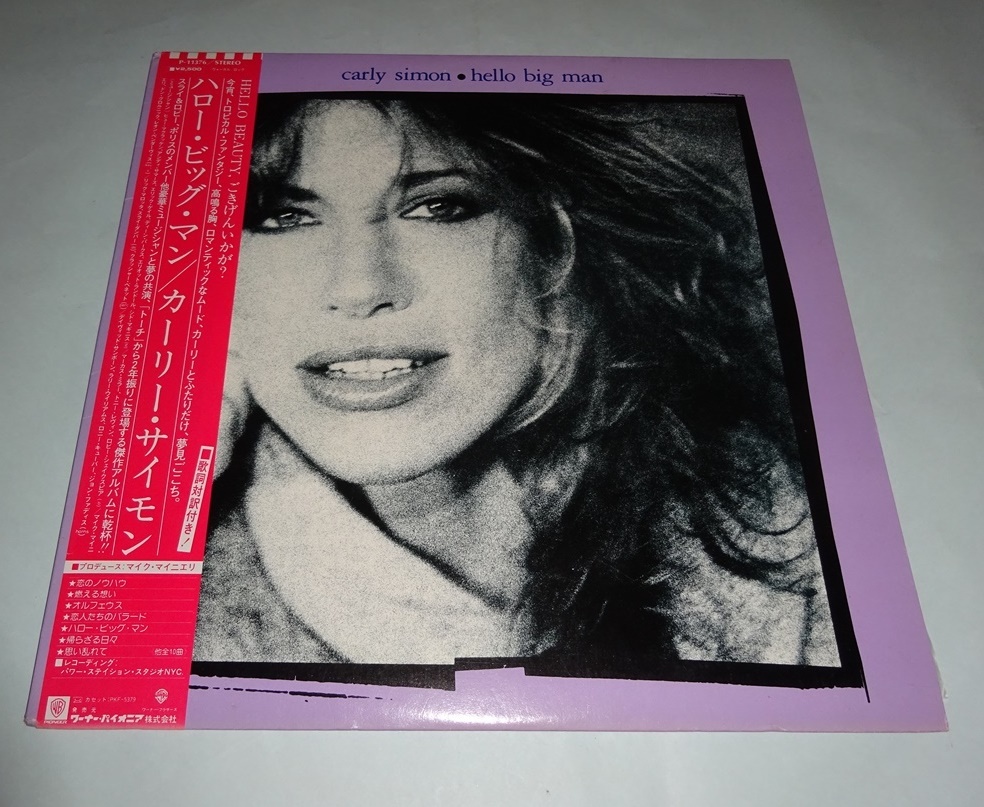 carly simon • hello big man
P-11376/STEREO
¥2,500
HELLO BEAUTY ごきげんいかが?
今宵、トロピカル・ファンタジー、高鳴る胸、ロマンティックなムード、カーリーとふたりだけ、夢見ごこち。
ハロー・ビッグ・マン/カーリー・サイモン
■歌詞対訳付き!
スライ&ロビー、ポリスのメンバー他豪華ミュージシャンと夢の共演、「トーチ」から2年振りに登場する傑作アルバムに乾杯!!
■プロデュース:マイク・マイニエリ
★恋のノウハウ
★燃える想い
★オルフェウス
★恋人たちのバラード
★ハロー・ビッグ・マン
★帰らざる日々
★思い乱れて 他全10曲
■レコーディング:
パワー・ステイション・スタジオNYC.
カセット:PKF-5379
発売元
ワーナー・パイオニア株式会社